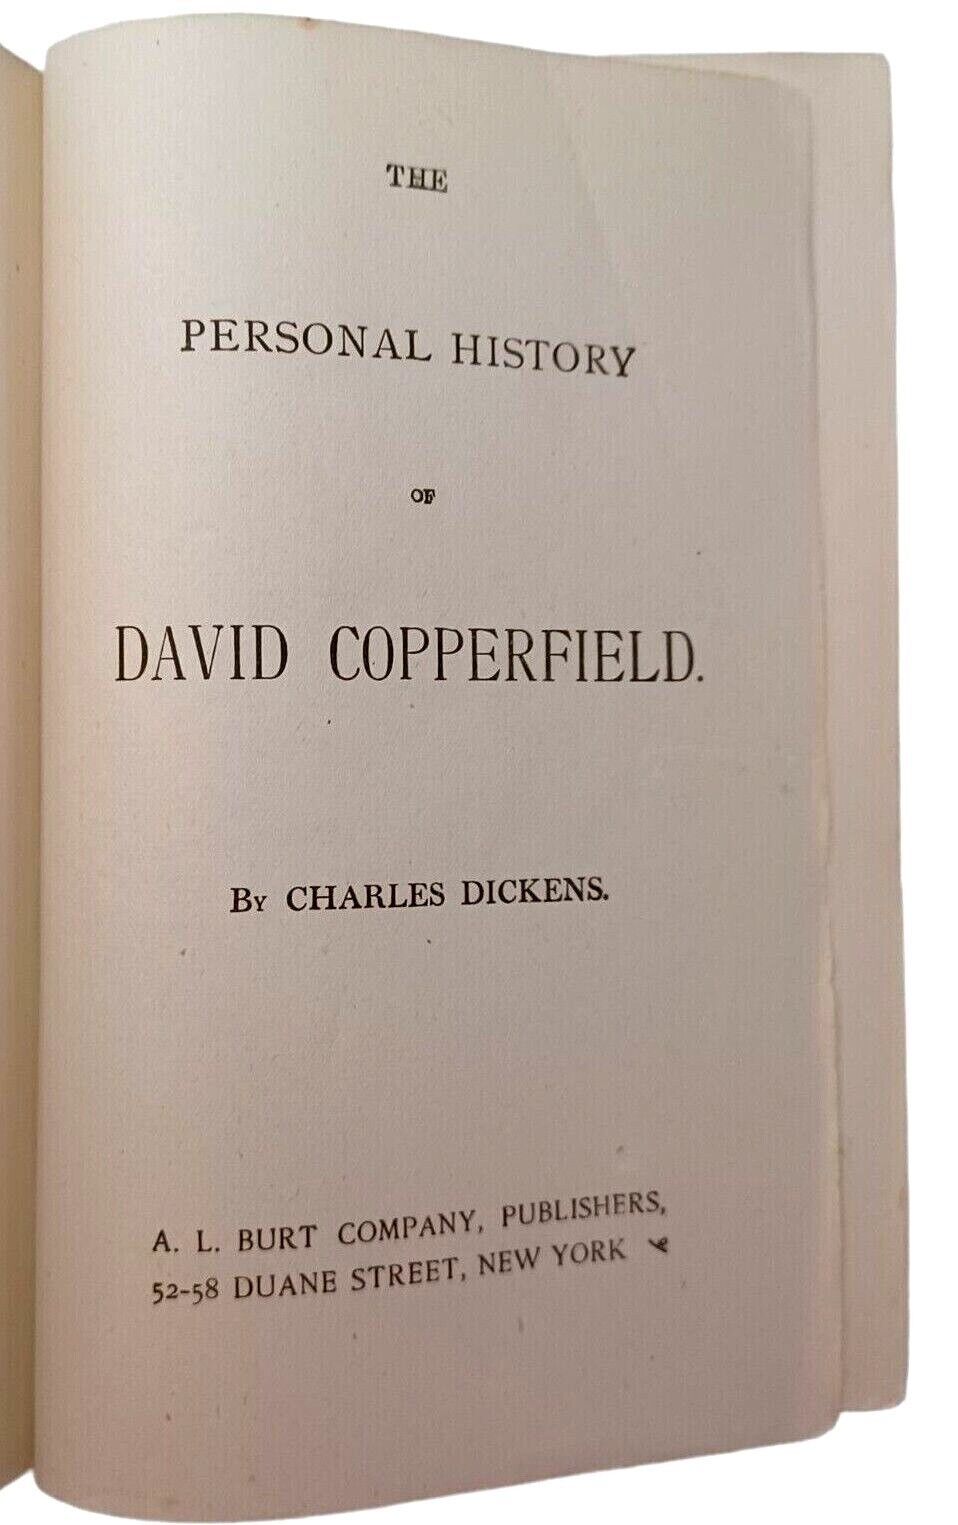 THE
PERSONAL HISTORY
OF
DAVID COPPERFIELD.
By CHARLES DICKENS.
A. L. BURT COMPANY, PUBLISHERS,
52-58 DUANE STREET, NEW YORK